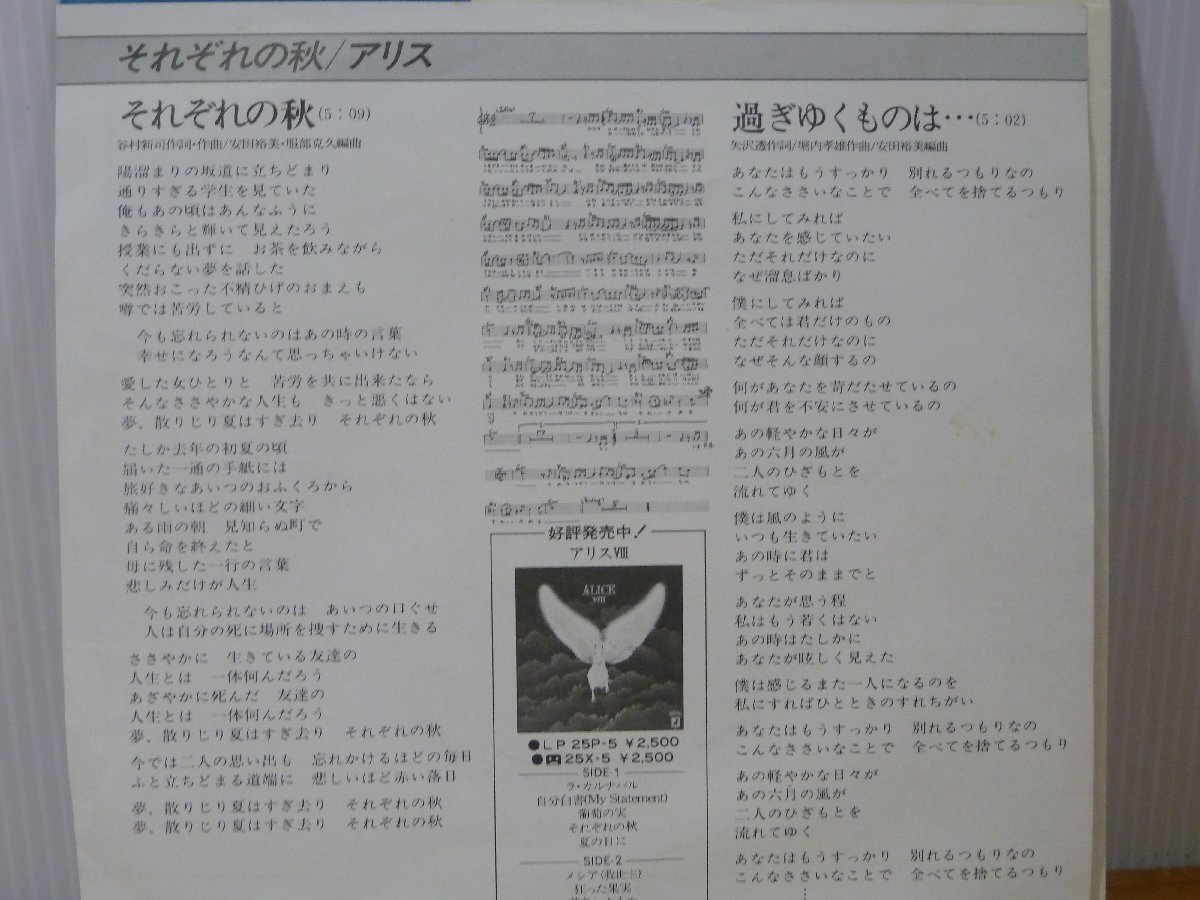 それぞれの秋/アリス
それぞれの秋(5:09)
谷村新司作詞・作曲/安田裕美・服部克久編曲
陽溜まりの坂道に立ちどまり
通りすぎる学生を見ていた
俺もあの頃はあんなふうに
きらきらと輝いて見えたろう
授業にも出ずに　お茶を飲みながら
くだらない夢を話した
突然おこった不精ひげのおまえも
噂では苦労していると
今も忘れられないのはあの時の言葉
幸せになろうなんて思っちゃいけない
愛した女ひとりと　苦労を共に出来たなら
そんなささやかな人生も　きっと悪くはない
夢、散りじり夏はすぎ去り　それぞれの秋
たしか去年の初夏の頃
届いた一通の手紙には
旅好きなあいつのおふくろから
痛々しいほどの細い文字
ある雨の朝　見知らぬ町で
自ら命を終えたと
母に残した一行の言葉
悲しみだけが人生
今も忘れられないのは　あいつの口ぐせ
人は自分の死に場所を捜すために生きる
ささやかに　生きている友達の
人生とは　一体何んだろう
あざやかに死んだ　友達の
人生とは　一体何んだろう
夢、散りじり夏はすぎ去り　それぞれの秋
今では二人の思い出も　忘れかける ほどの毎日
ふと立ちどまる道端に　悲しいほど赤い落日
夢、散りじり夏はすぎ去り　それぞれの秋
夢、散りじり夏はすぎ去り　それぞれの秋
好評発売中!
アリスVIII
ALICE
VIII
●LP 25P-5 ¥2,500
25X-5 ¥2,500
SIDE-1
ラ・カルナバル
自分白書(My Statement)
葡萄の実
それぞれの秋
夏の日に
SIDE-2
メシア(救世主)
狂った果実
過ぎゆくものは…(5:02)
矢沢透作詞/堀内孝雄作曲/安田裕美編曲
あなたはもうすっかり　別れるつもりなの
こんなささいなことで　全べてを捨てるつもり
私にしてみれば
あなたを感じていたい
ただそれだけなのに
なぜ溜息ばかり
僕にしてみれば
全べては君だけのもの
ただそれだけなのに
なぜそんな顔するの
何があなたを苛だたせているの
何が君を不安にさせているの
あの軽やかな日々が
あの六月の風が
二人のひざもとを
流れてゆく
僕は風のように
いつも生きていたい
あの時に君は
ずっとそのままでと
あなたが思う程
私はもう若くはない
あの時はたしかに
あなたが眩しく見えた
僕は感じるまた一人になるのを
私にすればひとときのすれちがい
あなたはもうすっかり　別れるつもりなの
こんなささいなことで　全べてを捨てるつもり
あの軽やかな日々が
あの六月の風が
二人のひざもとを
流れてゆく
あなたはもうすっかり　別れるつもりなの
こんなささいなことで　全べてを捨てるつもり